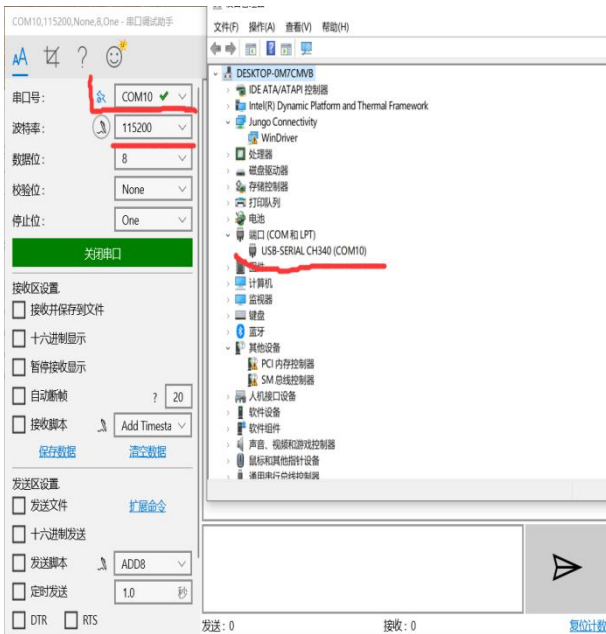 COM10,115200,None,8,One - 串口调试助手
串口号: COM10
波特率: 115200
数据位: 8
校验位: None
停止位: One
关闭串口
接收区设置
接收并保存到文件
十六进制显示
暂停接收显示
自动断帧 ? 20
接收脚本 Add Timesta
保存数据 清空数据
发送区设置
发送文件 扩展命令
十六进制发送
发送脚本 ADD8
定时发送 1.0 秒
DTR RTS
文件(F) 操作(A) 查看(V) 帮助(H)
DESKTOP-0M7CMVB
IDE ATA/ATAPI 控制器
Intel(R) Dynamic Platform and Thermal Framework
Jungo Connectivity
WinDriver
处理器
磁盘驱动器
存储控制器
打印队列
电池
端口 (COM 和 LPT)
USB-SERIAL CH340 (COM10)
计算机
监视器
键盘
蓝牙
其他设备
PCI 内存控制器
SM 总线控制器
人机接口设备
软件设备
软件组件
声音、视频和游戏控制器
鼠标和其他指针设备
通用串行总线控制器
发送: 0 接收: 0 复位计数